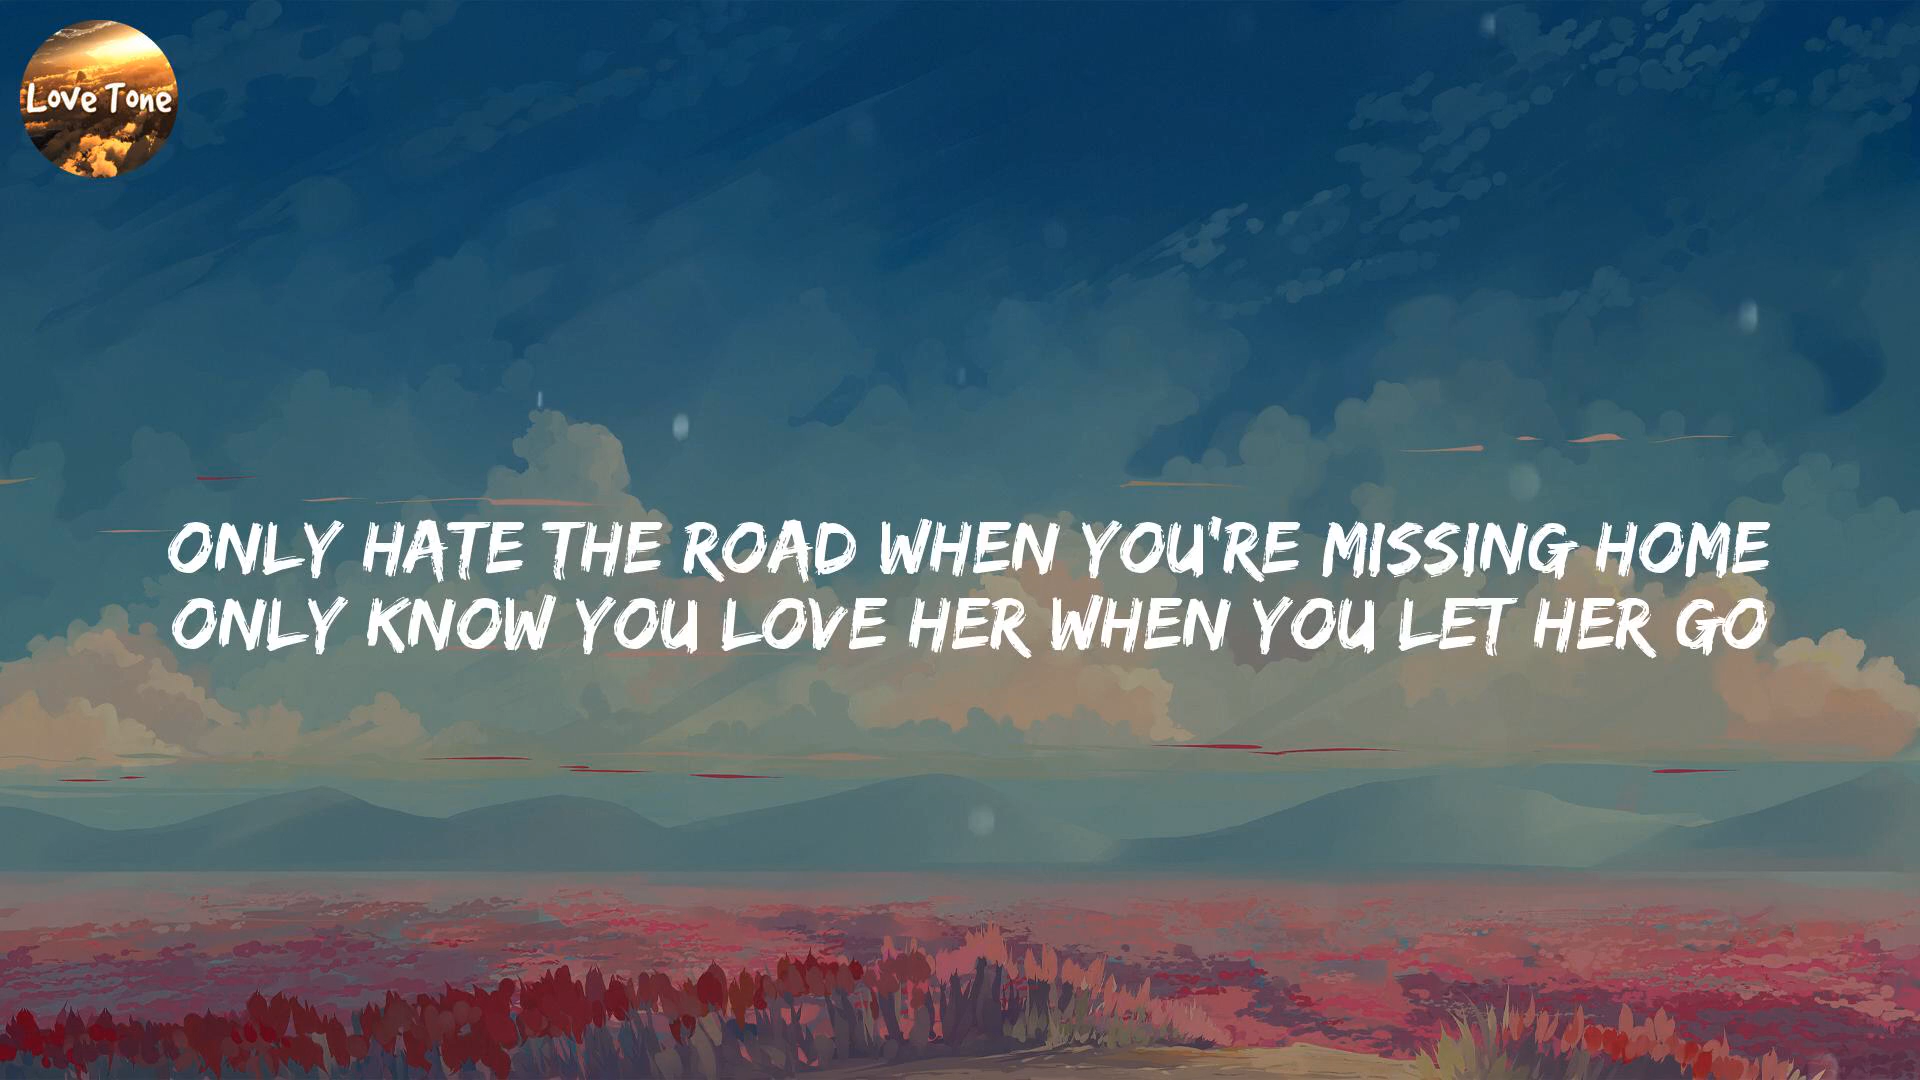 Love Tone
ONLY HATE THE ROAD WHEN YOU'RE MISSING HOME
ONLY KNOW YOU LOVE HER WHEN YOU LET HER GO